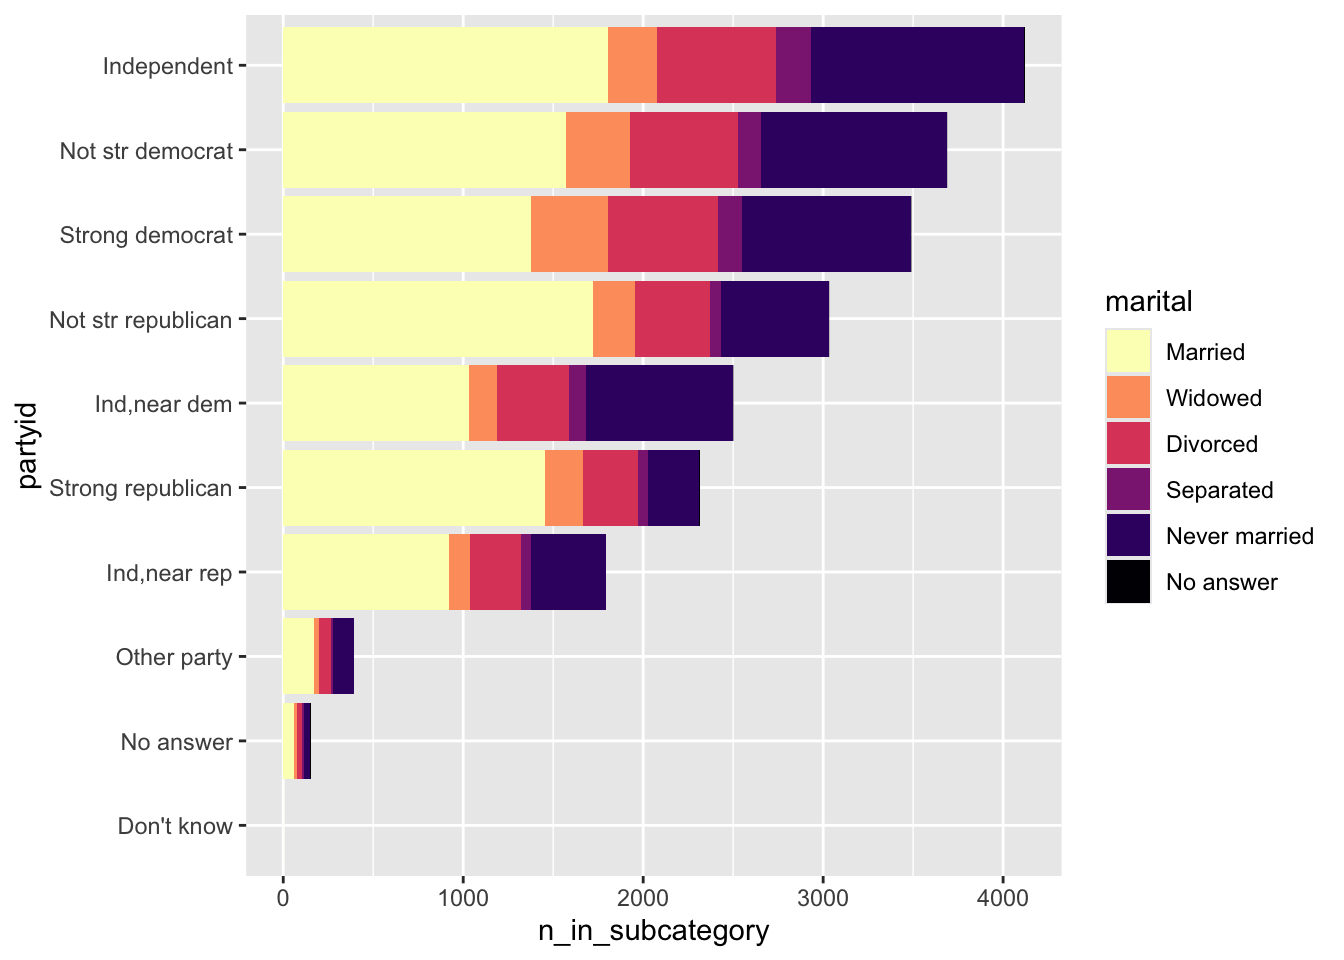 Independent
Not str democrat
Strong democrat
Not str republican
Ind,near dem
Strong republican
Ind,near rep
Other party
No answer
Don't know
partyid
0 1000 2000 3000 4000
n_in_subcategory
marital
Married
Widowed
Divorced
Separated
Never married
No answer